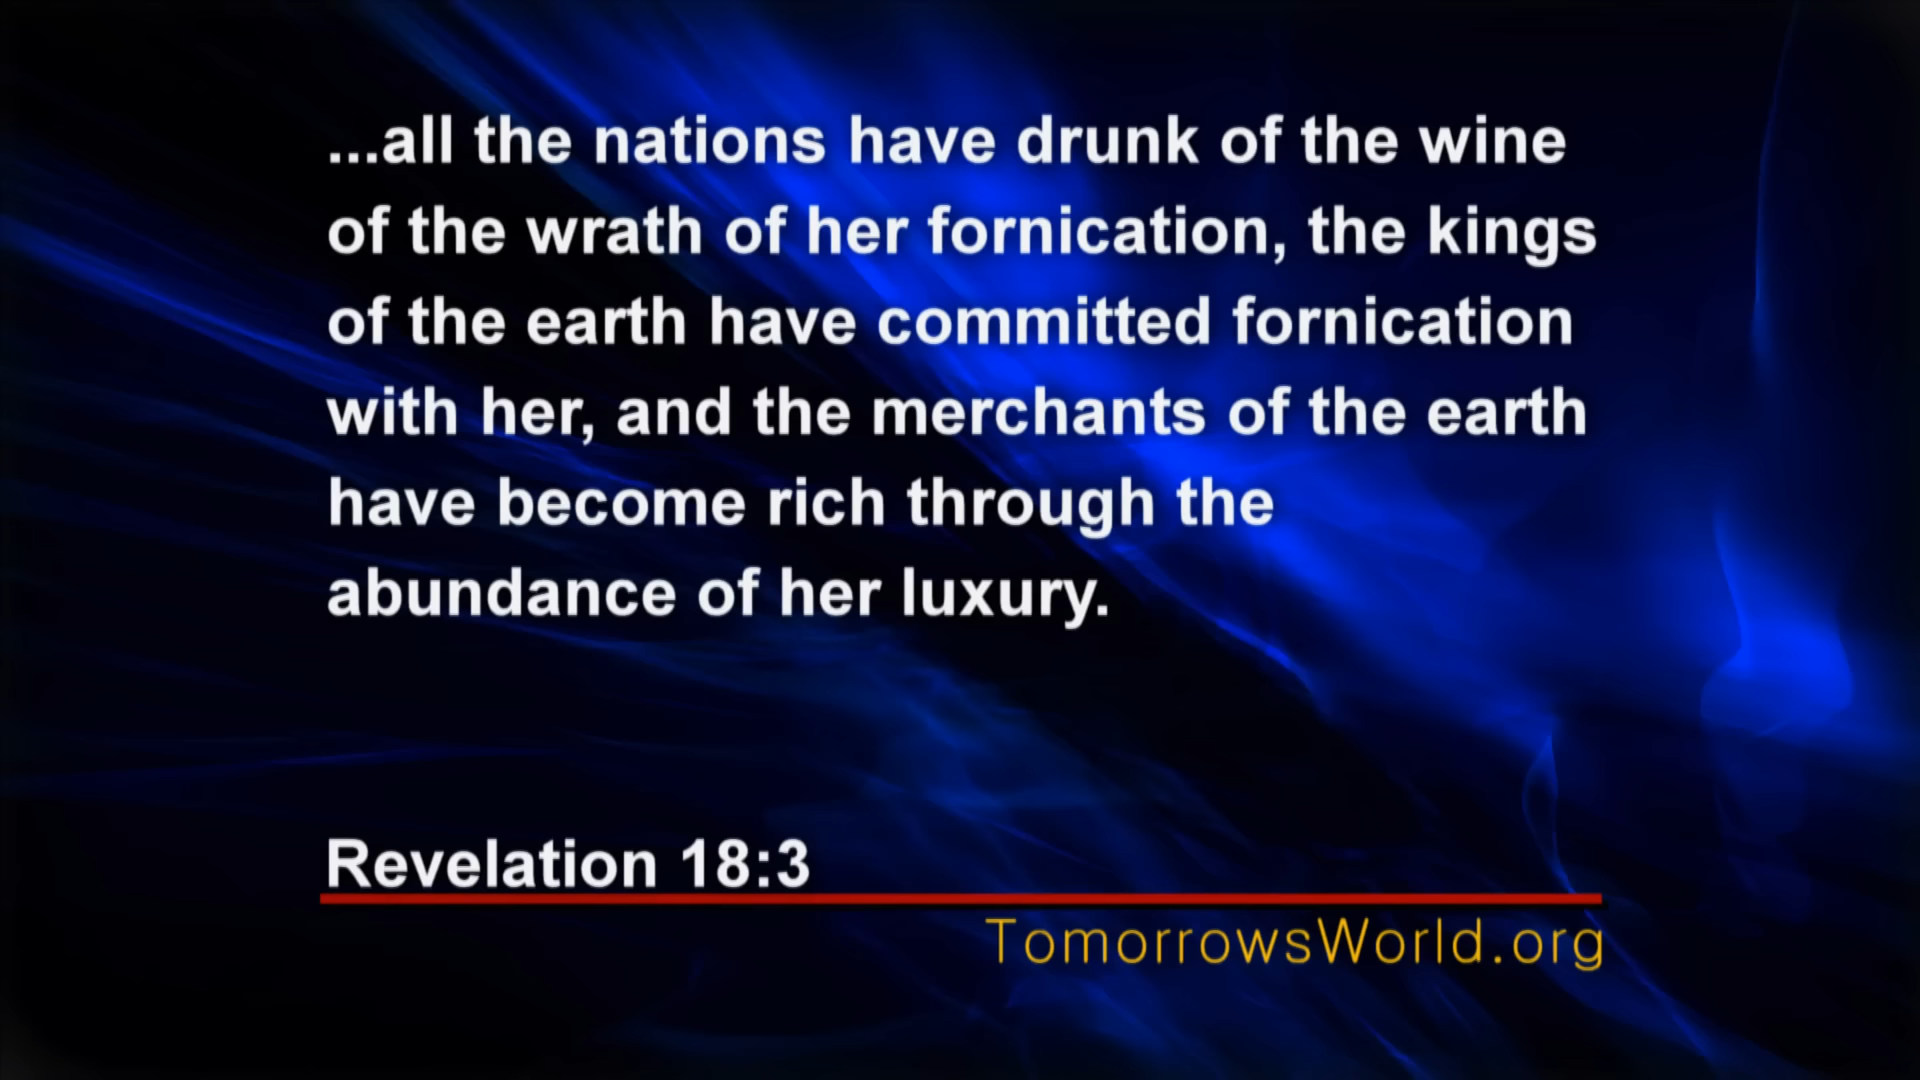 ...all the nations have drunk of the wine
of the wrath of her fornication, the kings
of the earth have committed fornication
with her, and the merchants of the earth
have become rich through the
abundance of her luxury.
Revelation 18:3
TomorrowsWorld.org